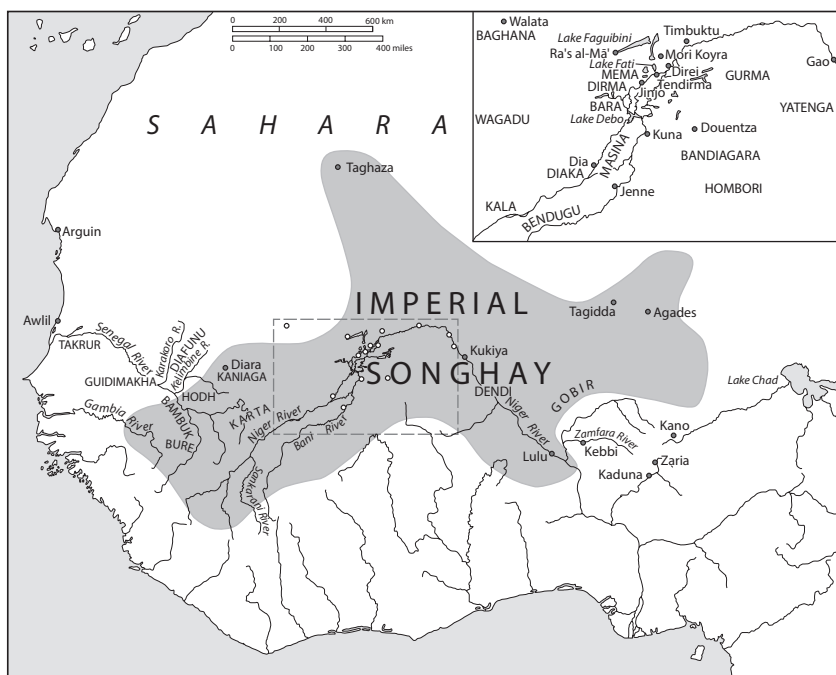 0 200 400 600 km
0 100 200 300 400 miles
S A H A R A
Taghaza
Arguin
Awlil
TAKRUR
Senegal River
Karakoro R.
DIAFUNU
Kelimbine R.
GUIDIMAKHA
Gambia River
BAMBUK
BURE
HODH
Diara
KANIAGA
KARTA
Niger River
Bani River
Sankarani River
IMPERIAL
SONGHAY
Kukiya
DENDI
Niger River
Lulu
GOBIR
Tagidda
Agades
Lake Chad
Kano
Zamfara River
Kebbi
Zaria
Kaduna
Walata
BAGHANA
Lake Faguibini
Timbuktu
Ra's al-Mā'
Mori Koyra
Gao
Lake Fati
Direi
MEMA
GURMA
Tendirma
DIRMA
Jinjo
BARA
YATENGA
Lake Debo
WAGADU
Kuna
Douentza
MASINA
BANDIAGARA
Dia
DIAKA
HOMBORI
Jenne
KALA
BENDUGU